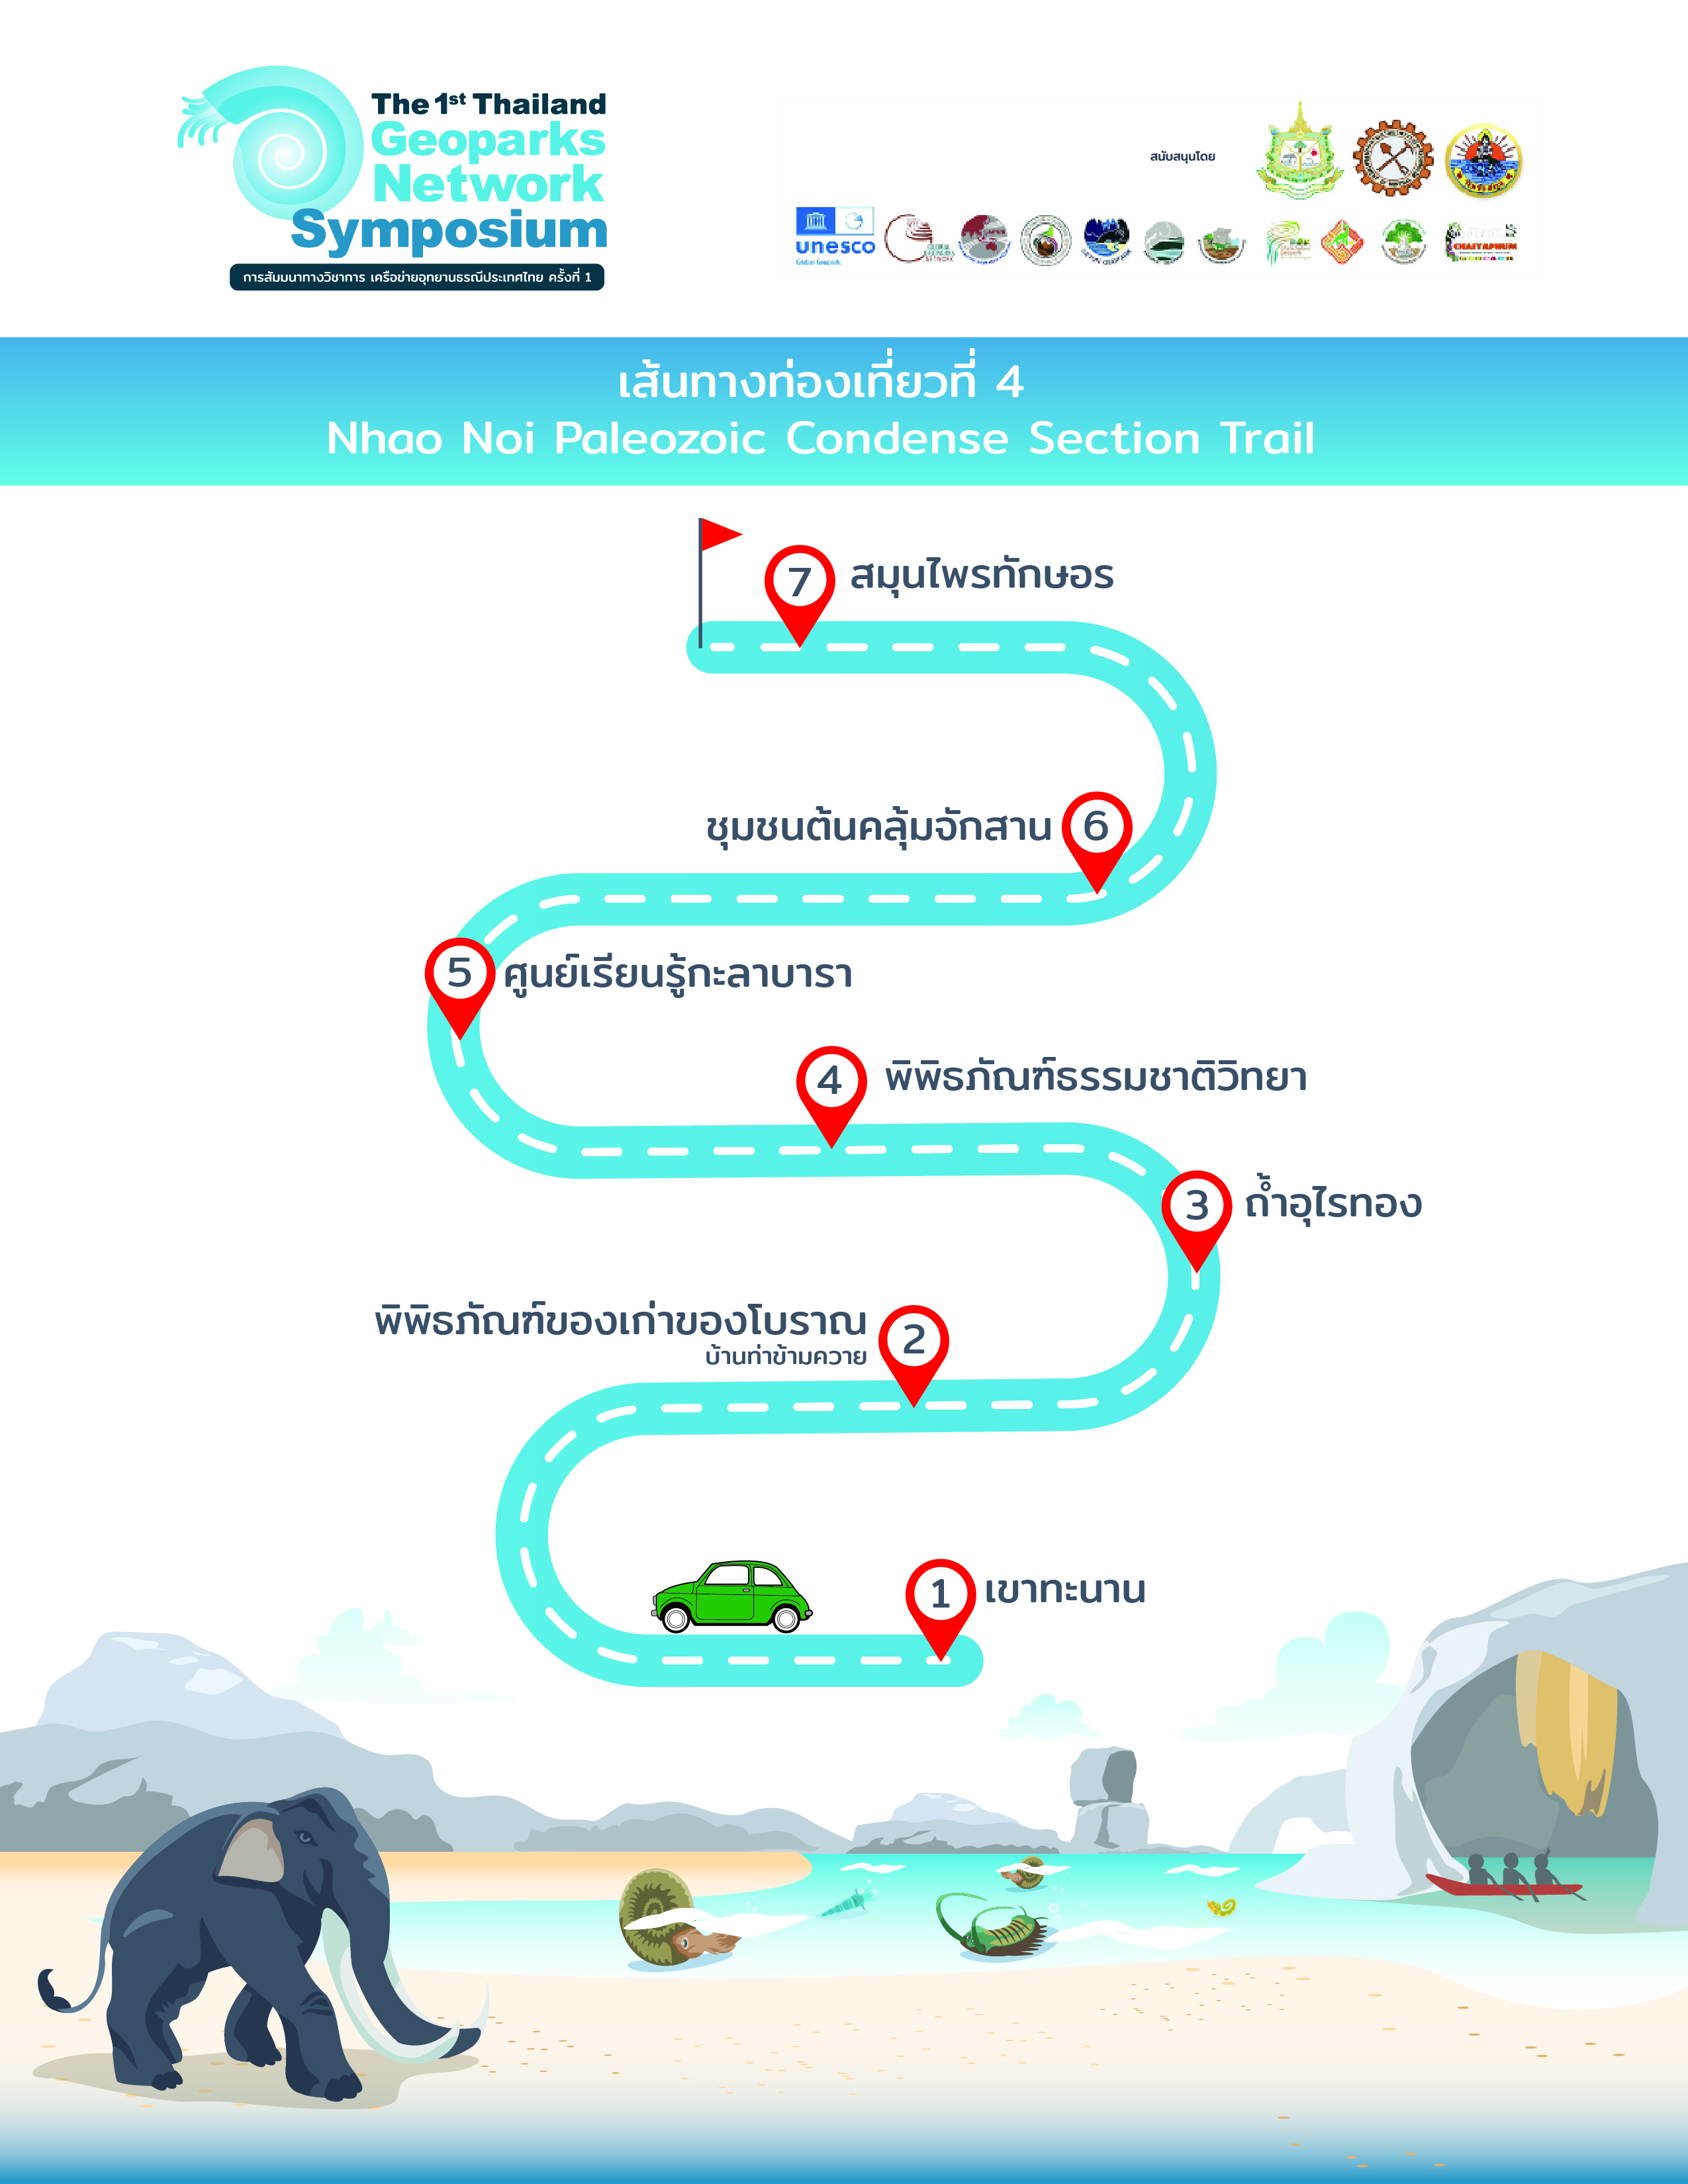 The 1st Thailand
Geoparks
Network
Symposium
การสัมมนาทางวิชาการ เครือข่ายอุทยานธรณีประเทศไทย ครั้งที่ 1
สนับสนุนโดย
unesco
Global Geopark
GLOBAL
GEOPARKS
NETWORK
CHAIYAPHUM
เส้นทางท่องเที่ยวที่ 4
Nhao Noi Paleozoic Condense Section Trail
7 สมุนไพรทักษอร
ชุมชนต้นคลุ้มจักสาน 6
5 ศูนย์เรียนรู้กะลาบารา
4 พิพิธภัณฑ์ธรรมชาติวิทยา
3 ถ้ำอุไรทอง
พิพิธภัณฑ์ของเก่าของโบราณ 2
บ้านท่าข้ามควาย
1 เขาทะนาน